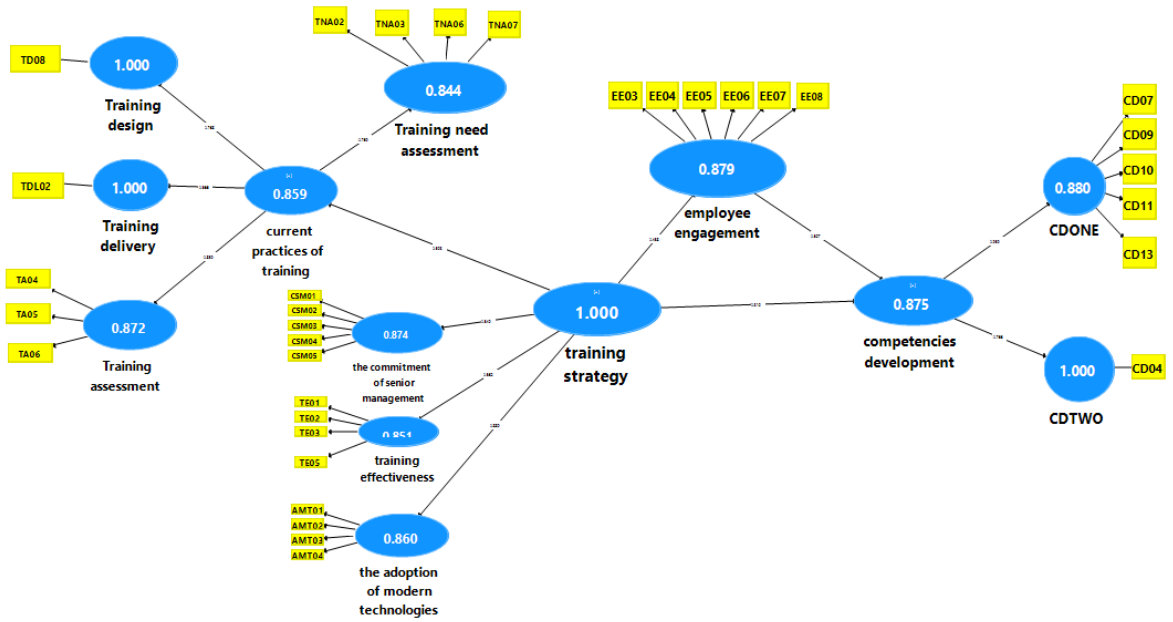 TNA02
TNA03
TNA06
TNA07
TD08
1.000
Training
design
0.844
Training need
assessment
EE03
EE04
EE05
EE06
EE07
EE08
0.879
employee
engagement
CD07
CD09
CD10
CD11
CD13
0.880
CDONE
TDL02
1.000
Training
delivery
0.859
current
practices of
training
TA04
TA05
TA06
0.872
Training
assessment
CSM01
CSM02
CSM03
CSM04
CSM05
0.874
the commitment
of senior
management
1.000
training
strategy
0.875
competencies
development
1.000
CDTWO
CD04
TE01
TE02
TE03
TE05
0.851
training
effectiveness
AMT01
AMT02
AMT03
AMT04
0.860
the adoption
of modern
technologies